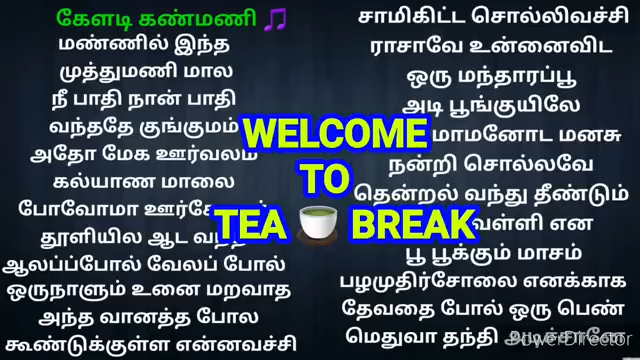 கேளடி கண்மணி 🎵
மண்ணில் இந்த
முத்துமணி மால
நீ பாதி நான் பாதி
வந்ததே குங்குமம்
அதோ மேக ஊர்வலம்
கல்யாண மாலை
போவோமா
தூளியில ஆட
ஆலப்போல் வேலப் போல்
ஒருநாளும் உனை மறவாத
அந்த வானத்த போல
கூண்டுக்குள்ள என்னவச்சி
சாமிகிட்ட சொல்லிவச்சி
ராசாவே உன்னைவிட
ஒரு மந்தாரப்பூ
அடி பூங்குயிலே
மாமனோட மனசு
நன்றி சொல்லவே
தென்றல் வந்து தீண்டும்
என
பூ பூக்கும் மாசம்
பழமுதிர்சோலை எனக்காக
தேவதை போல் ஒரு பெண்
மெதுவா தந்தி
WELCOME
TO
TEA ☕ BREAK
PowerDirector